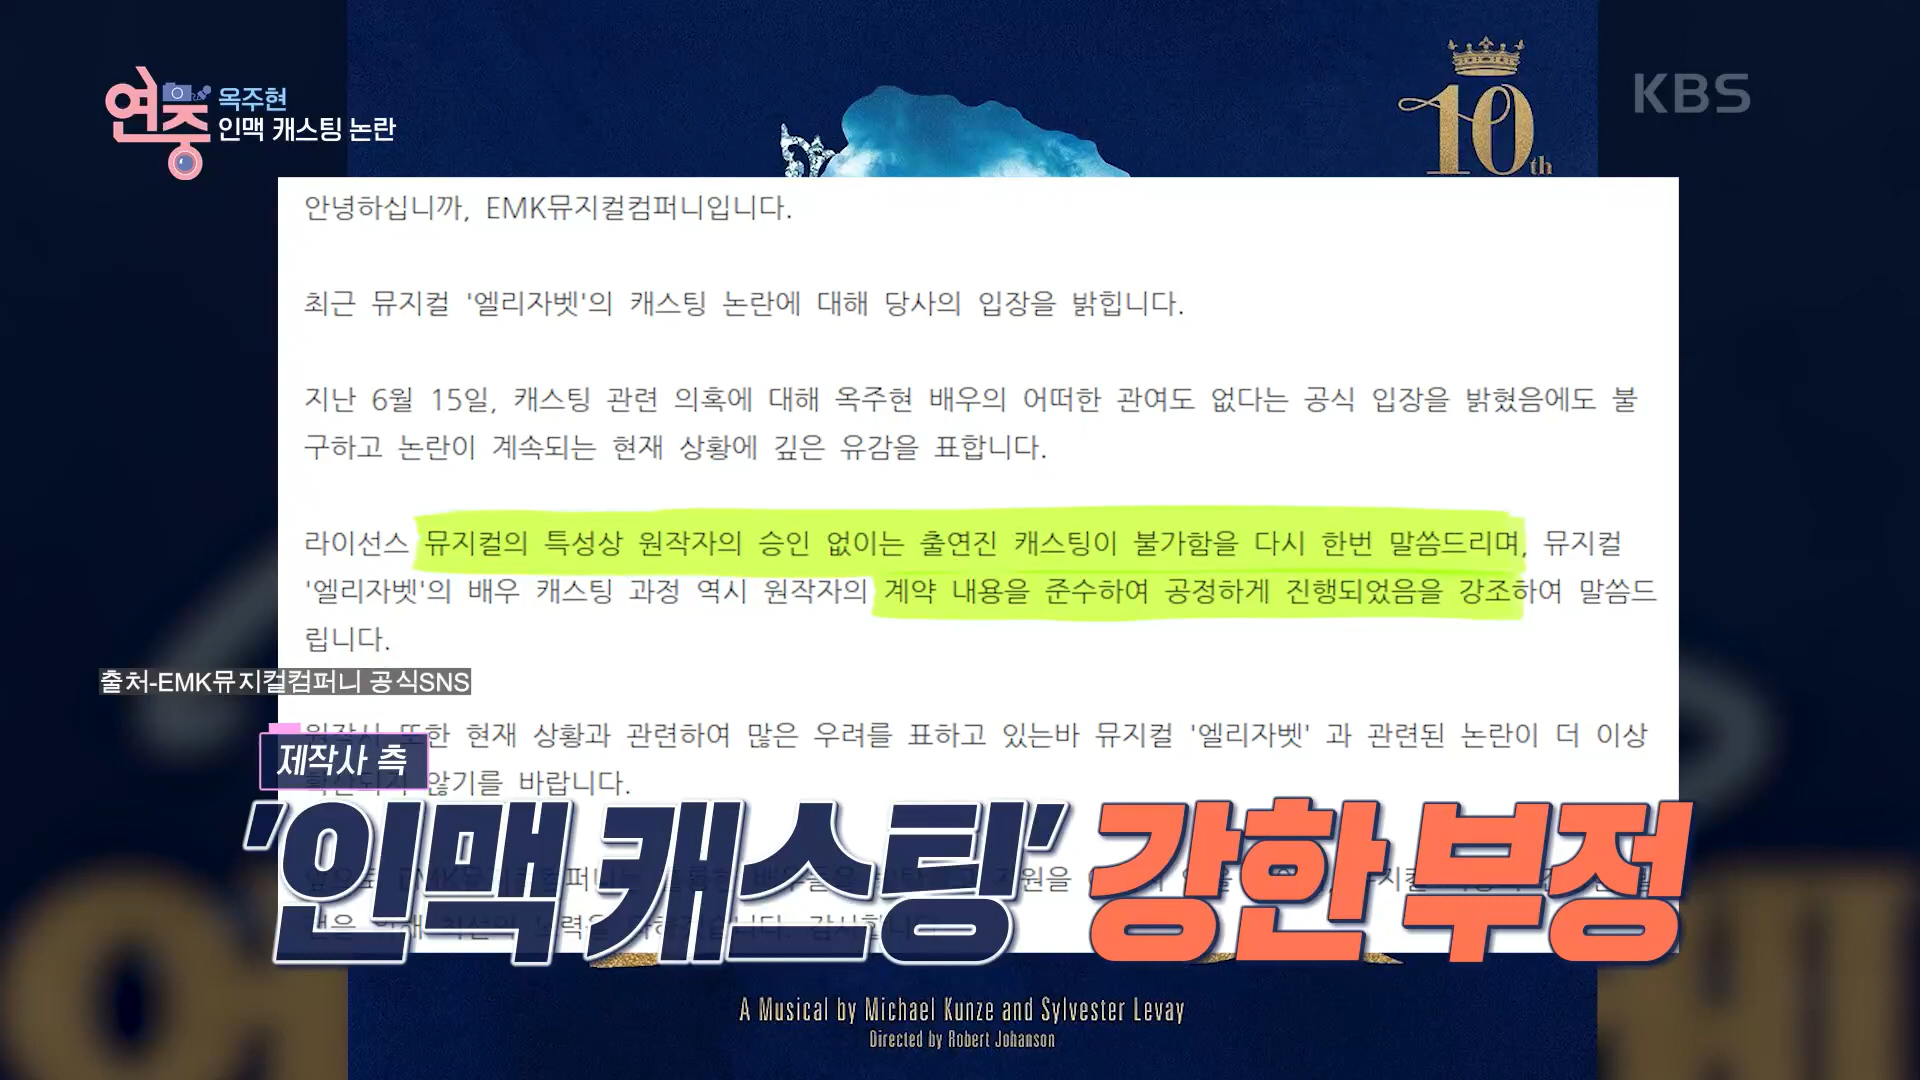 연중
옥주현
인맥 캐스팅 논란
KBS
10th
안녕하십니까, EMK뮤지컬컴퍼니입니다.
최근 뮤지컬 '엘리자벳'의 캐스팅 논란에 대해 당사의 입장을 밝힙니다.
지난 6월 15일, 캐스팅 관련 의혹에 대해 옥주현 배우의 어떠한 관여도 없다는 공식 입장을 밝혔음에도 불
구하고 논란이 계속되는 현재 상황에 깊은 유감을 표합니다.
라이선스 뮤지컬의 특성상 원작자의 승인 없이는 출연진 캐스팅이 불가함을 다시 한번 말씀드리며, 뮤지컬
'엘리자벳'의 배우 캐스팅 과정 역시 원작자의 계약 내용을 준수하여 공정하게 진행되었음을 강조하여 말씀드
립니다.
출처-EMK뮤지컬컴퍼니 공식SNS
또한 현재 상황과 관련하여 많은 우려를 표하고 있는바 뮤지컬 '엘리자벳' 과 관련된 논란이 더 이상
않기를 바랍니다.
제작사 측
'인맥 캐스팅' 강한 부정
A Musical by Michael Kunze and Sylvester Levay
Directed by Robert Johanson